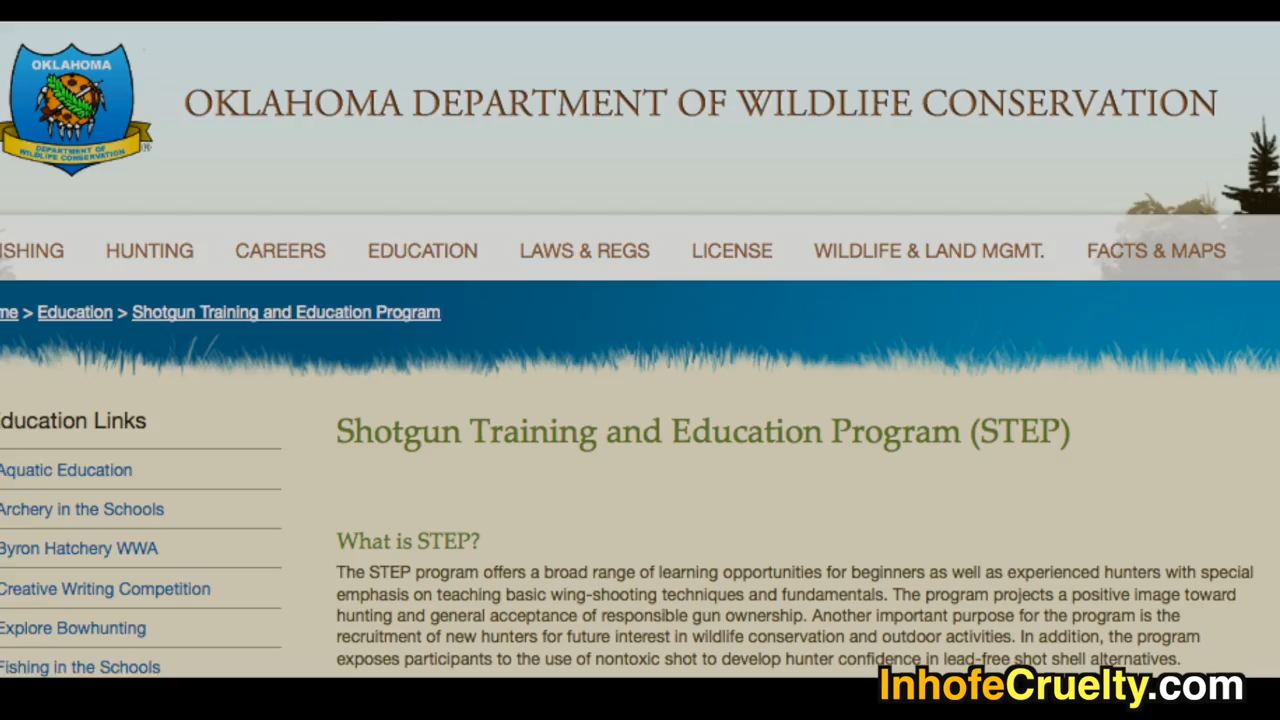 OKLAHOMA
DEPARTMENT OF
WILDLIFE CONSERVATION
®
OKLAHOMA DEPARTMENT OF WILDLIFE CONSERVATION
ISHING HUNTING CAREERS EDUCATION LAWS & REGS LICENSE WILDLIFE & LAND MGMT. FACTS & MAPS
me > Education > Shotgun Training and Education Program
ducation Links
Aquatic Education
Archery in the Schools
Byron Hatchery WWA
Creative Writing Competition
Explore Bowhunting
Fishing in the Schools
Shotgun Training and Education Program (STEP)
What is STEP?
The STEP program offers a broad range of learning opportunities for beginners as well as experienced hunters with special
emphasis on teaching basic wing-shooting techniques and fundamentals. The program projects a positive image toward
hunting and general acceptance of responsible gun ownership. Another important purpose for the program is the
recruitment of new hunters for future interest in wildlife conservation and outdoor activities. In addition, the program
exposes participants to the use of nontoxic shot to develop hunter confidence in lead-free shot shell alternatives.
InhofeCruelty.com